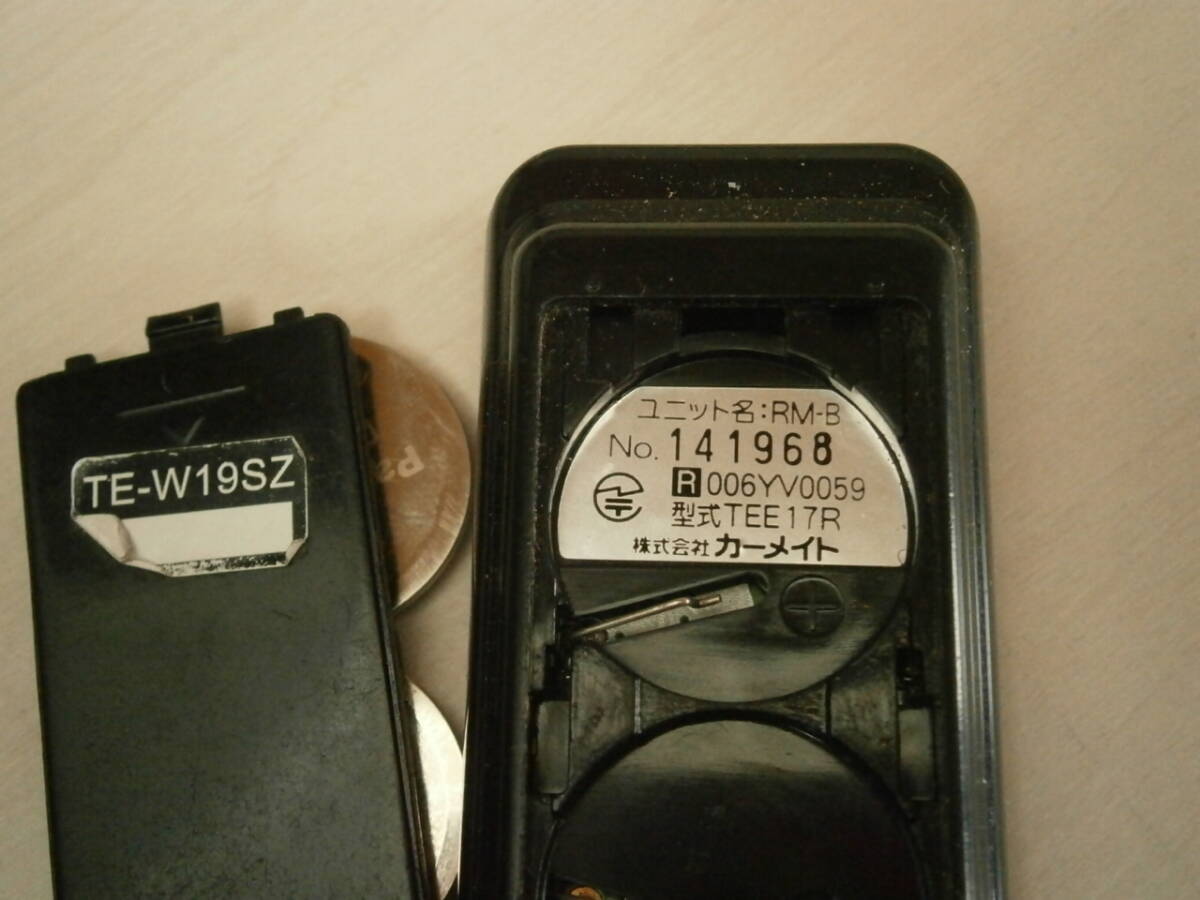 TE-W19SZ
ユニット名:RM-B
No. 141968
R 006YV0059
型式TEE17R
株式会社 カーメイト